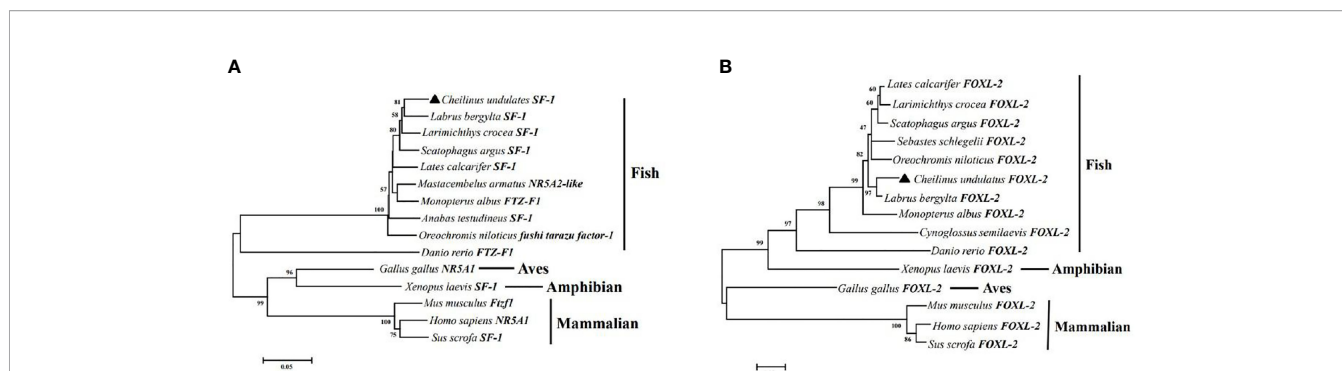 A
81
Cheilinus undulates SF-1
58
Labrus bergylta SF-1
80
Larimichthys crocea SF-1
Scatophagus argus SF-1
Lates calcarifer SF-1
57
Mastacembelus armatus NR5A2-like
Monopterus albus FTZ-F1
100
Anabas testudineus SF-1
Oreochromis niloticus fushi tarazu factor-1
Danio rerio FTZ-F1
Fish
96
Gallus gallus NR5A1
Aves
Xenopus laevis SF-1
Amphibian
99
Mus musculus Ftzf1
100
Homo sapiens NR5A1
75
Sus scrofa SF-1
Mammalian
0.05
B
60
Lates calcarifer FOXL-2
60
Larimichthys crocea FOXL-2
Scatophagus argus FOXL-2
47
Sebastes schlegelii FOXL-2
82
Oreochromis niloticus FOXL-2
99
Cheilinus undulatus FOXL-2
97
Labrus bergylta FOXL-2
98
Monopterus albus FOXL-2
97
Cynoglossus semilaevis FOXL-2
99
Danio rerio FOXL-2
Fish
Xenopus laevis FOXL-2
Amphibian
Gallus gallus FOXL-2
Aves
Mus musculus FOXL-2
100
Homo sapiens FOXL-2
86
Sus scrofa FOXL-2
Mammalian